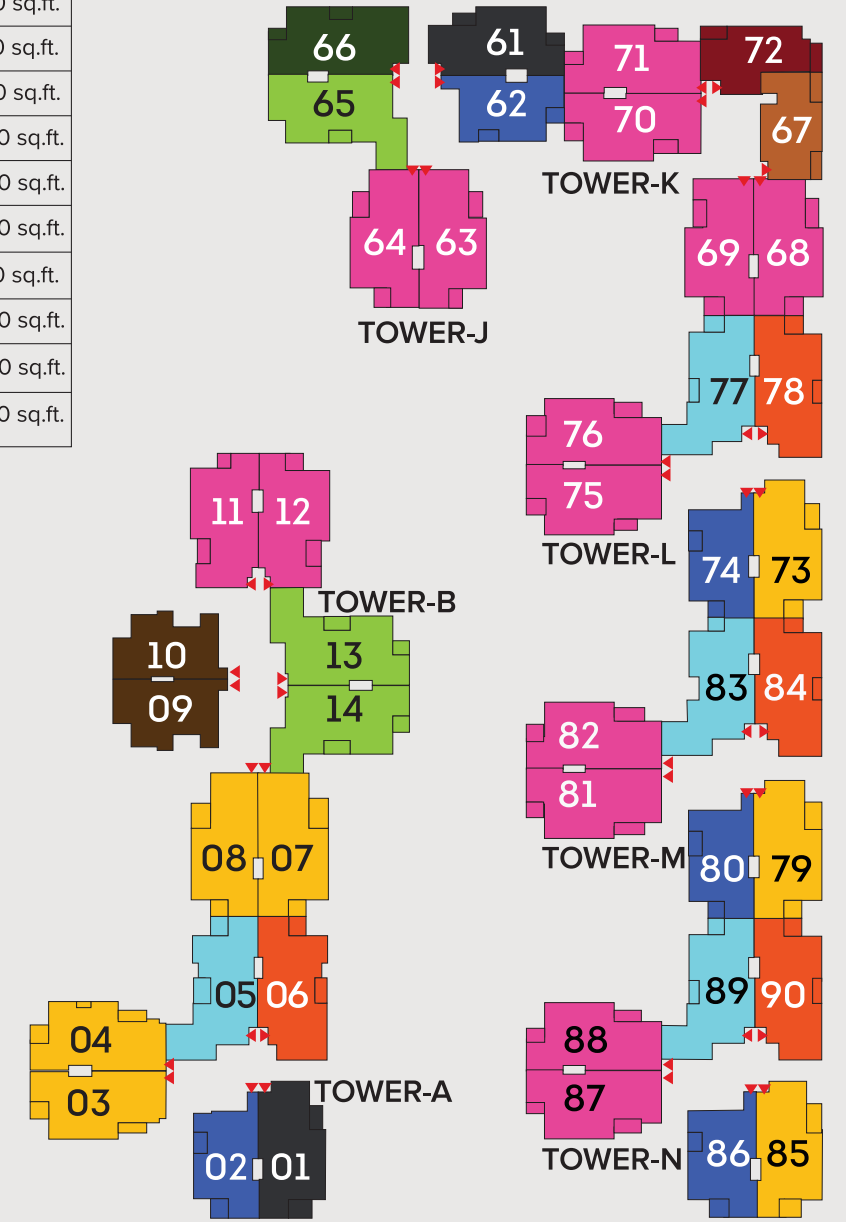 0 sq.ft.
0 sq.ft.
0 sq.ft.
0 sq.ft.
0 sq.ft.
0 sq.ft.
0 sq.ft.
0 sq.ft.
0 sq.ft.
0 sq.ft.
66
65
64 63
TOWER-J
61
62
71
70
72
67
TOWER-K
69 68
77 78
76
75
TOWER-L
74 73
11 12
TOWER-B
10
09
13
14
08 07
05 06
04
03
TOWER-A
02 01
83 84
82
81
TOWER-M
80 79
89 90
88
87
TOWER-N
86 85